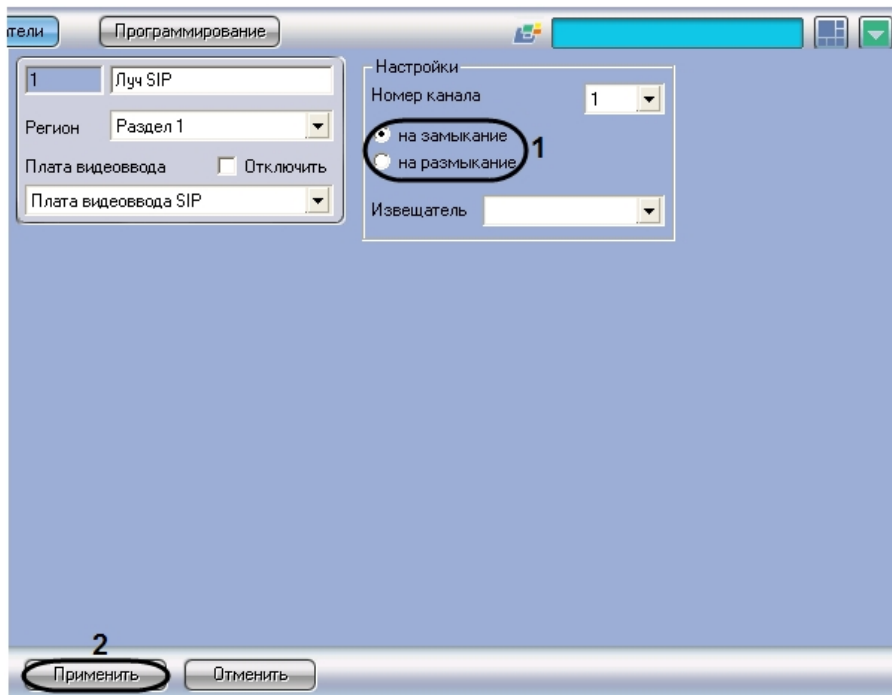 тели
Программирование
1
Луч SIP
Регион
Раздел 1
Плата видеоввода
Отключить
Плата видеоввода SIP
Настройки
Номер канала
1
на замыкание
на размыкание
1
Извещатель
2
Применить
Отменить